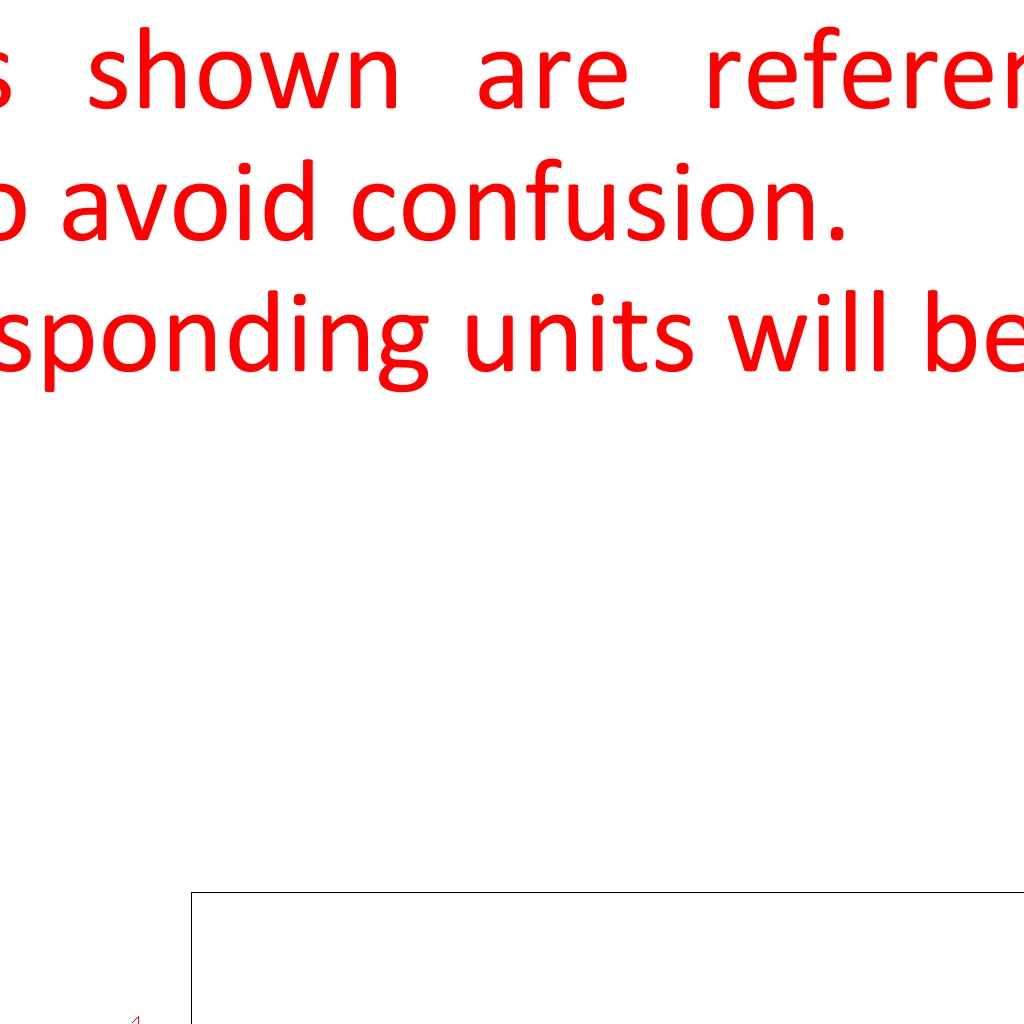 s shown are referen
o avoid confusion.
sponding units will be